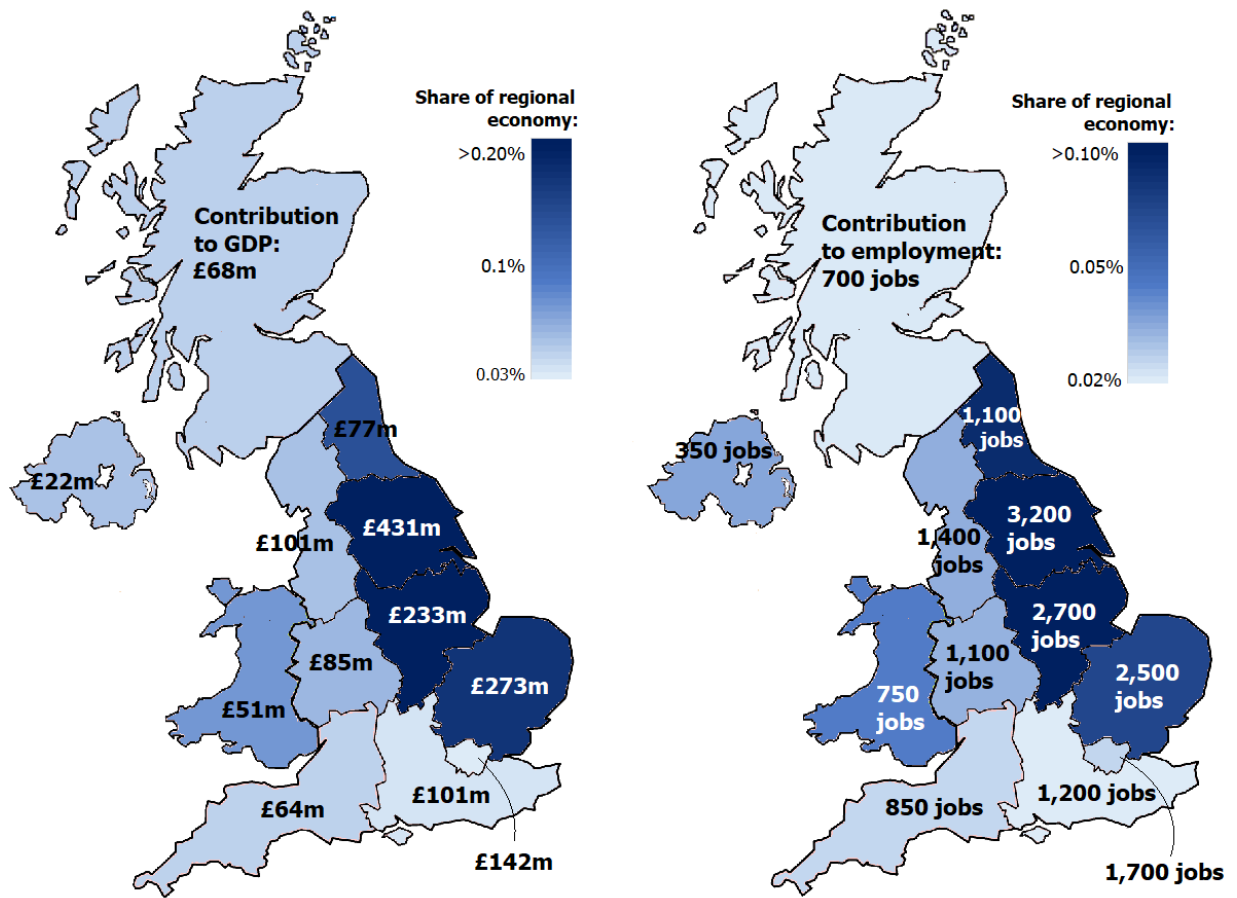 Share of regional
economy:
>0.20%
0.1%
0.03%
Contribution
to GDP:
£68m
£77m
£22m
£431m
£101m
£233m
£85m
£273m
£51m
£101m
£64m
£142m
Share of regional
economy:
>0.10%
0.05%
0.02%
Contribution
to employment:
700 jobs
1,100
jobs
350 jobs
3,200
jobs
1,400
jobs
2,700
jobs
1,100
jobs
2,500
jobs
750
jobs
1,200 jobs
850 jobs
1,700 jobs